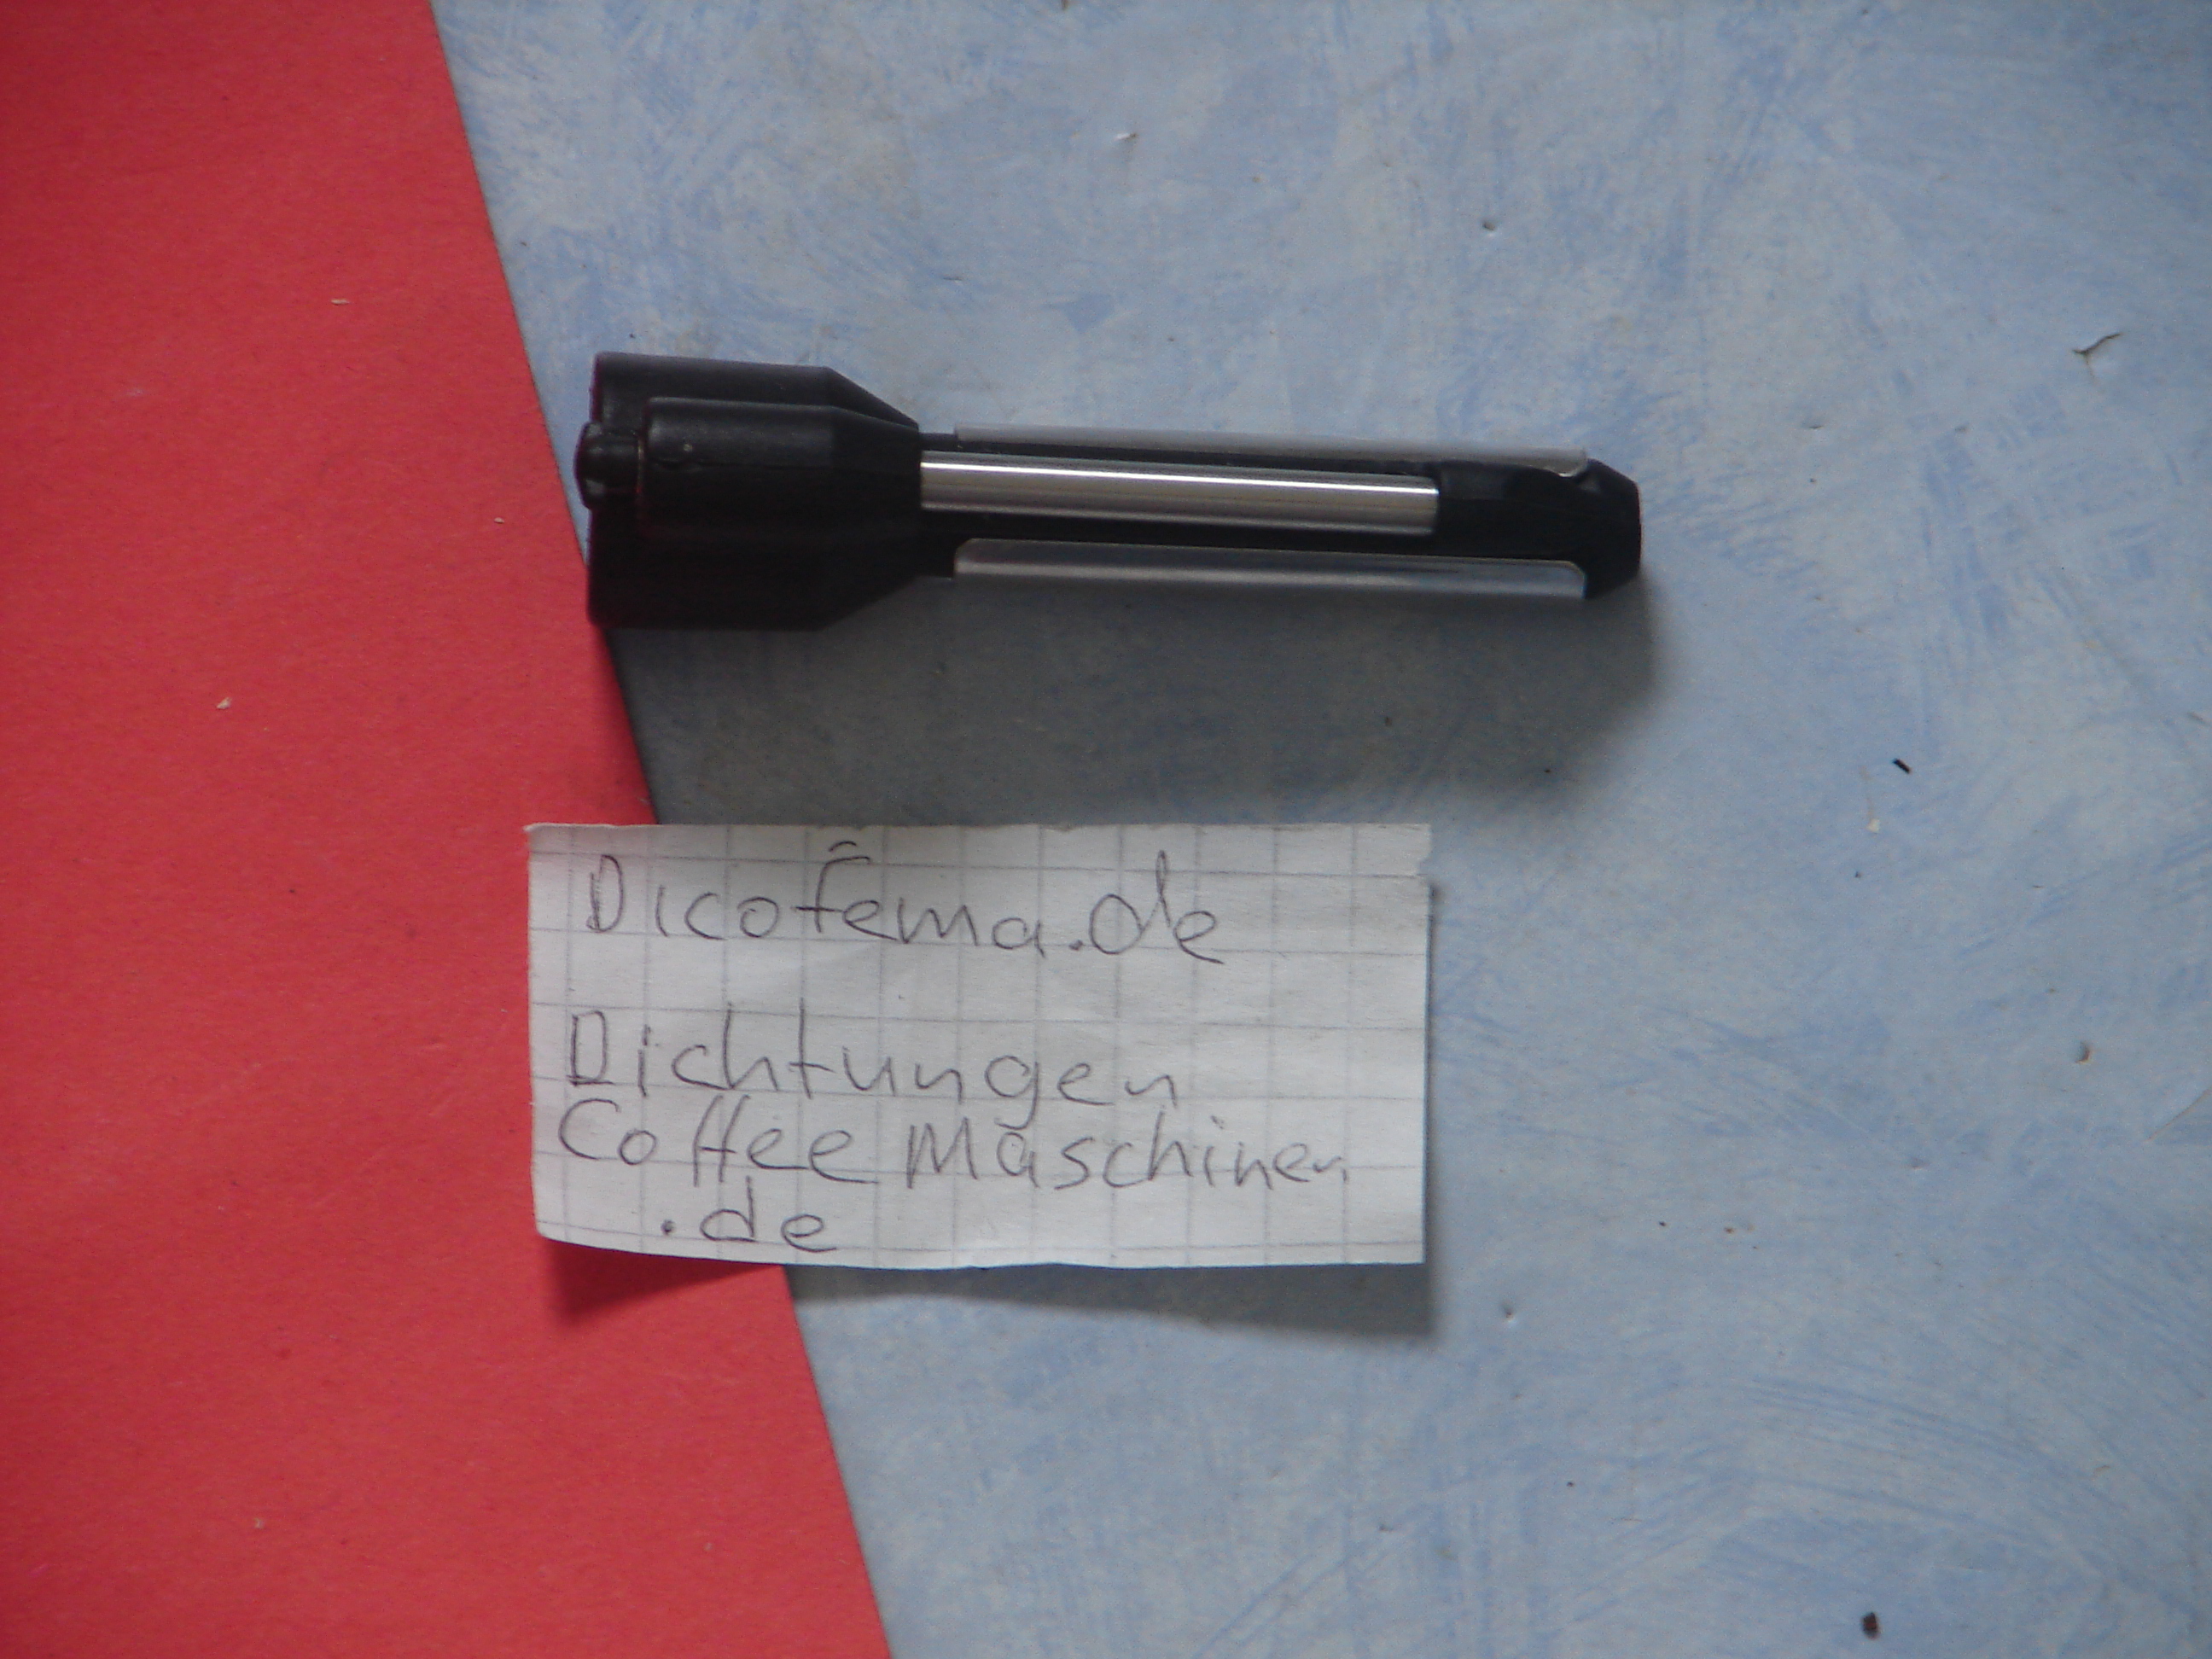 Dicofema.de
Dichtungen
Coffee Maschinen
.de